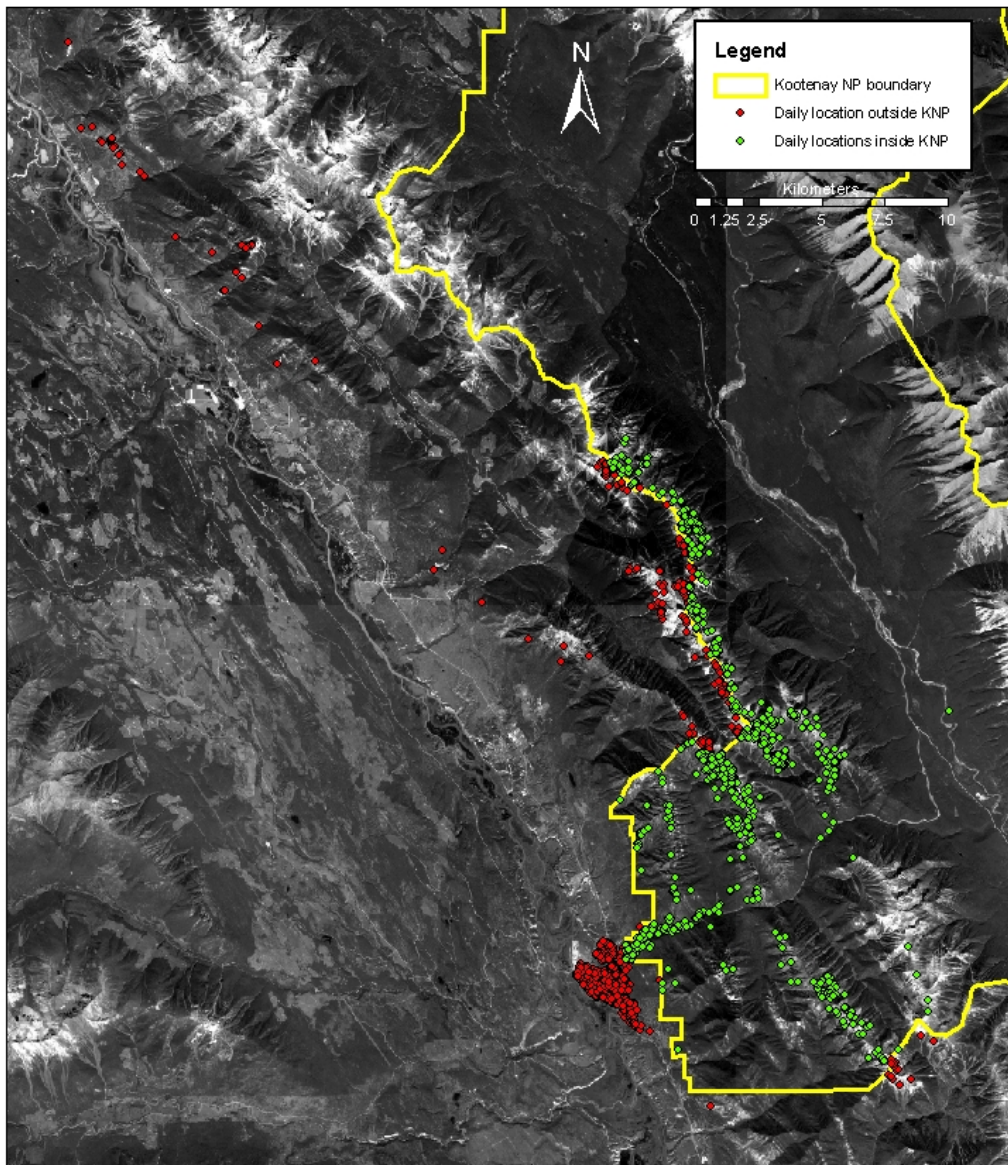 N
Legend
Kootenay NP boundary
Daily location outside KNP
Daily locations inside KNP
Kilometers
0 1.25 2.5 5 7.5 10